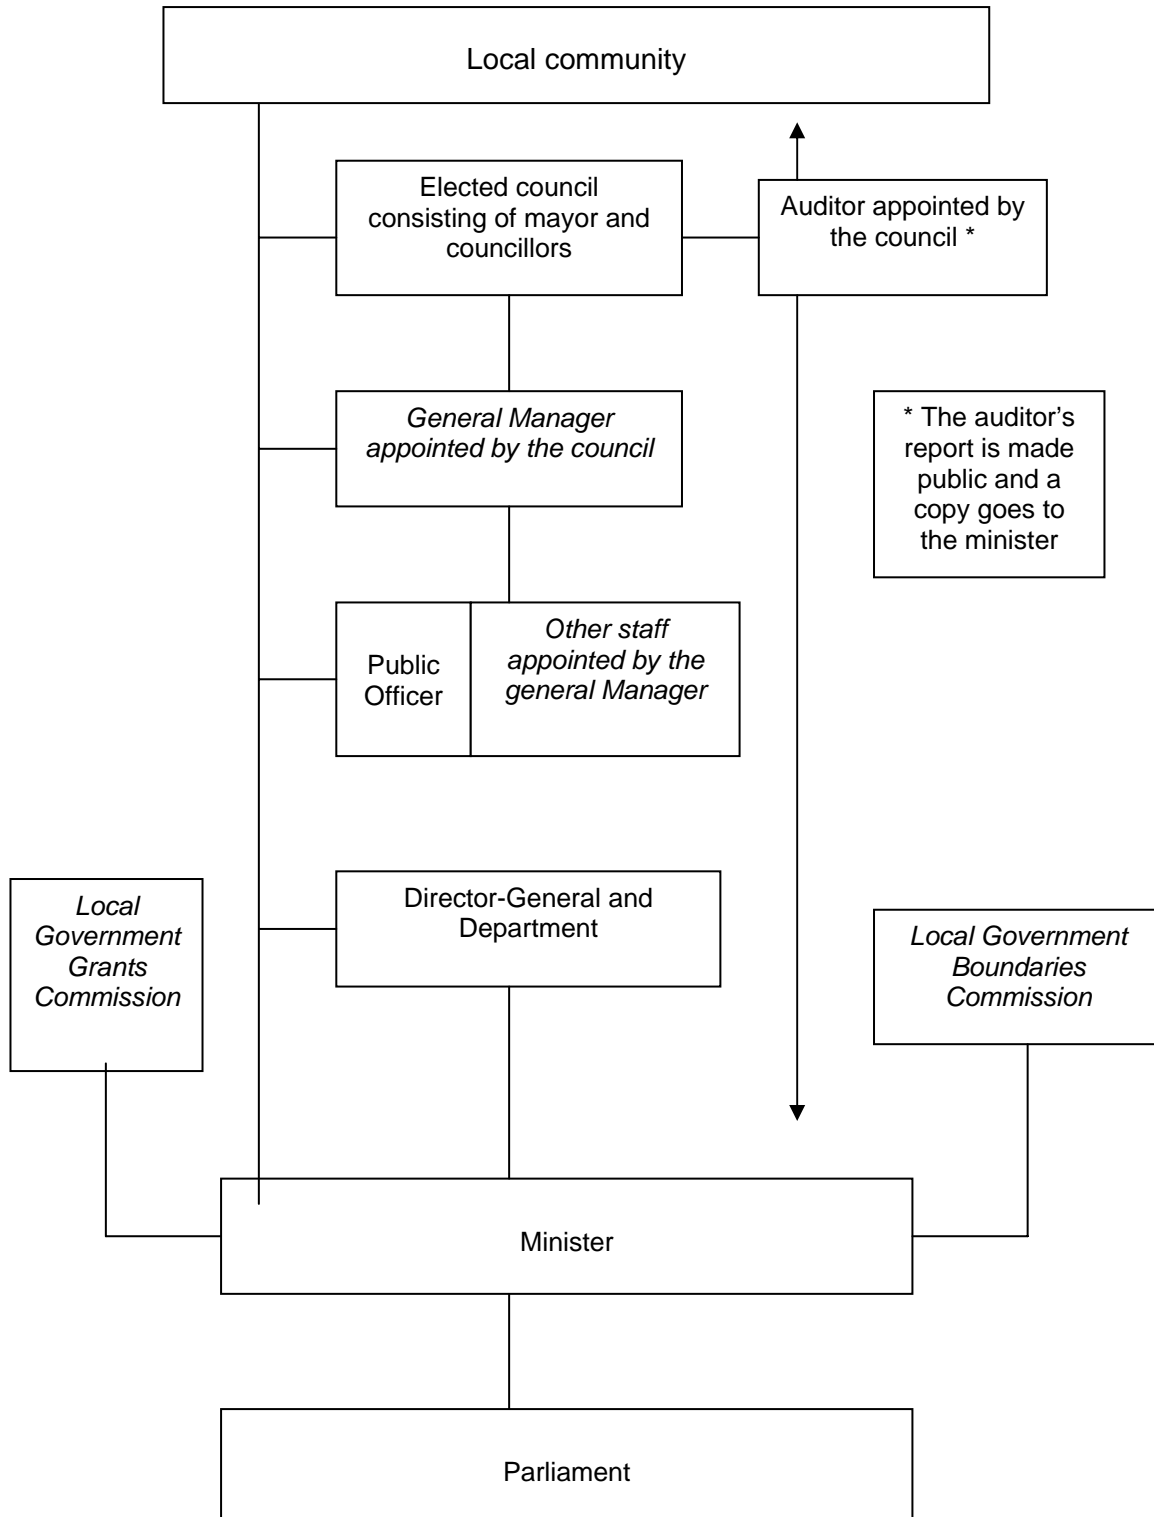 Local community
Elected council
consisting of mayor and
councillors
Auditor appointed by
the council *
General Manager
appointed by the council
* The auditor’s
report is made
public and a
copy goes to
the minister
Public
Officer
Other staff
appointed by the
general Manager
Director-General and
Department
Local
Government
Grants
Commission
Local Government
Boundaries
Commission
Minister
Parliament